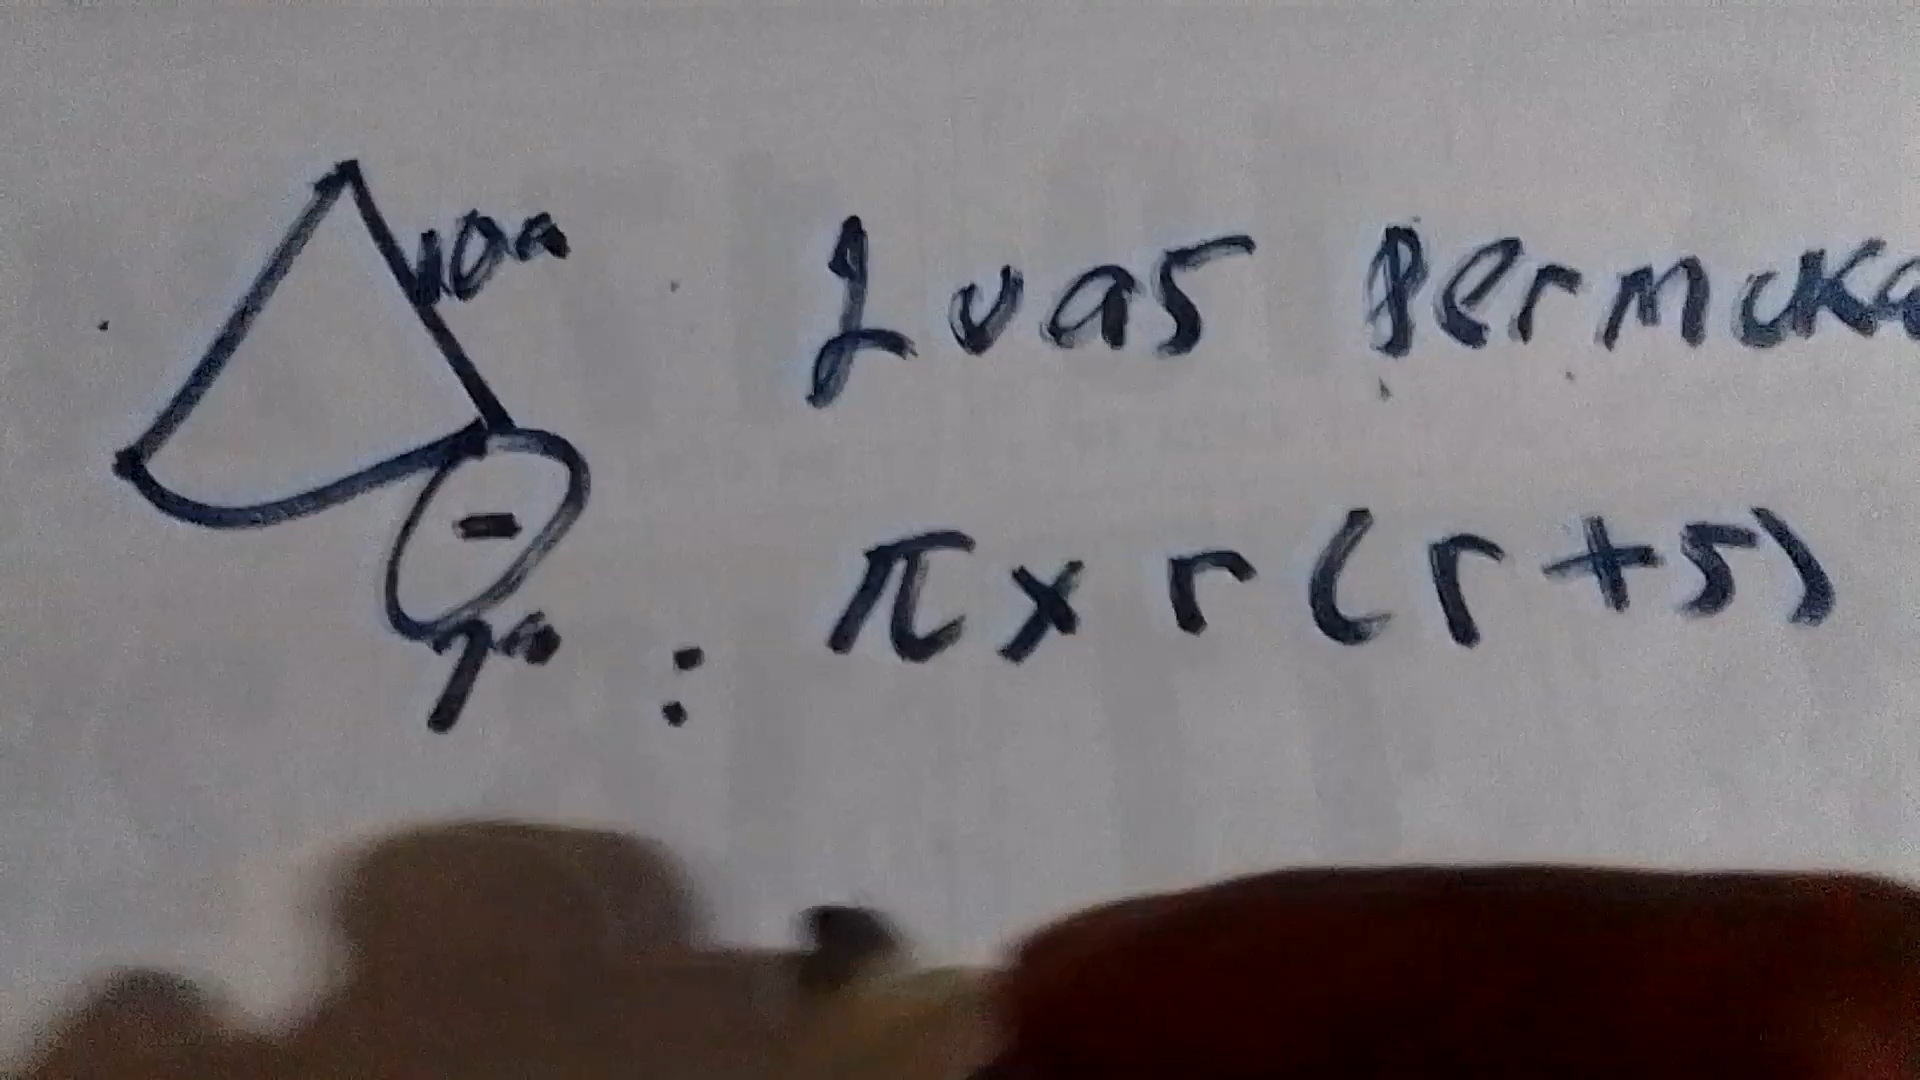 10cm
Luas Permuka
7cm
: π x r (r + s)